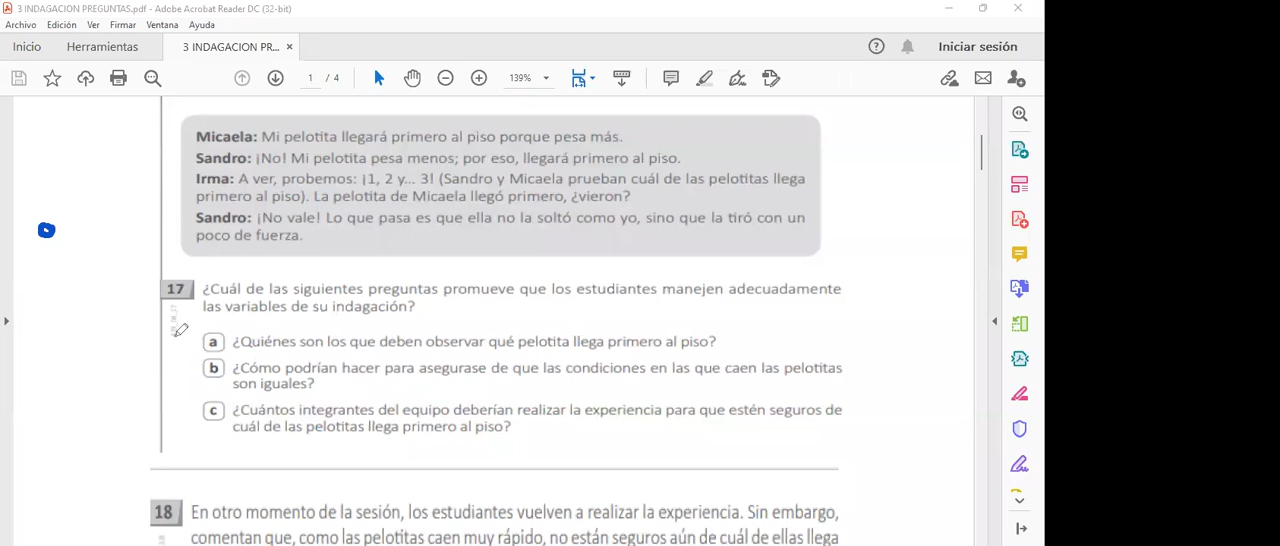 3 INDAGACION PREGUNTAS.pdf - Adobe Acrobat Reader DC (32-bit)
Archivo Edición Ver Firmar Ventana Ayuda
Inicio Herramientas 3 INDAGACION PR... × Iniciar sesión
1 / 4 139%
Micaela: Mi pelotita llegará primero al piso porque pesa más.
Sandro: ¡No! Mi pelotita pesa menos; por eso, llegará primero al piso.
Irma: A ver, probemos: ¡1, 2 y... 3! (Sandro y Micaela prueban cuál de las pelotitas llega
primero al piso). La pelotita de Micaela llegó primero, ¿vieron?
Sandro: ¡No vale! Lo que pasa es que ella no la soltó como yo, sino que la tiró con un
poco de fuerza.
17 ¿Cuál de las siguientes preguntas promueve que los estudiantes manejen adecuadamente
las variables de su indagación?
a ¿Quiénes son los que deben observar qué pelotita llega primero al piso?
b ¿Cómo podrían hacer para asegurase de que las condiciones en las que caen las pelotitas
son iguales?
c ¿Cuántos integrantes del equipo deberían realizar la experiencia para que estén seguros de
cuál de las pelotitas llega primero al piso?
18 En otro momento de la sesión, los estudiantes vuelven a realizar la experiencia. Sin embargo,
comentan que, como las pelotitas caen muy rápido, no están seguros aún de cuál de ellas llega